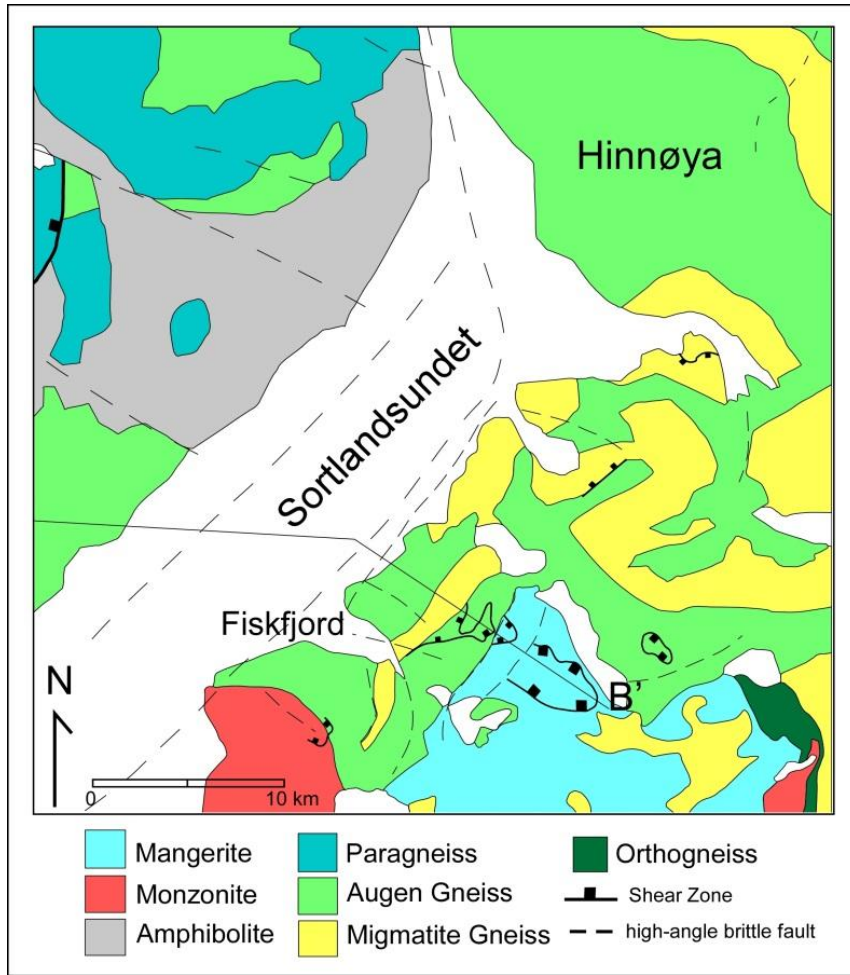 Hinnøya
Sortlandsundet
Fiskfjord
B'
N
0 10 km
Mangerite
Paragneiss
Orthogneiss
Monzonite
Augen Gneiss
Shear Zone
Amphibolite
Migmatite Gneiss
high-angle brittle fault